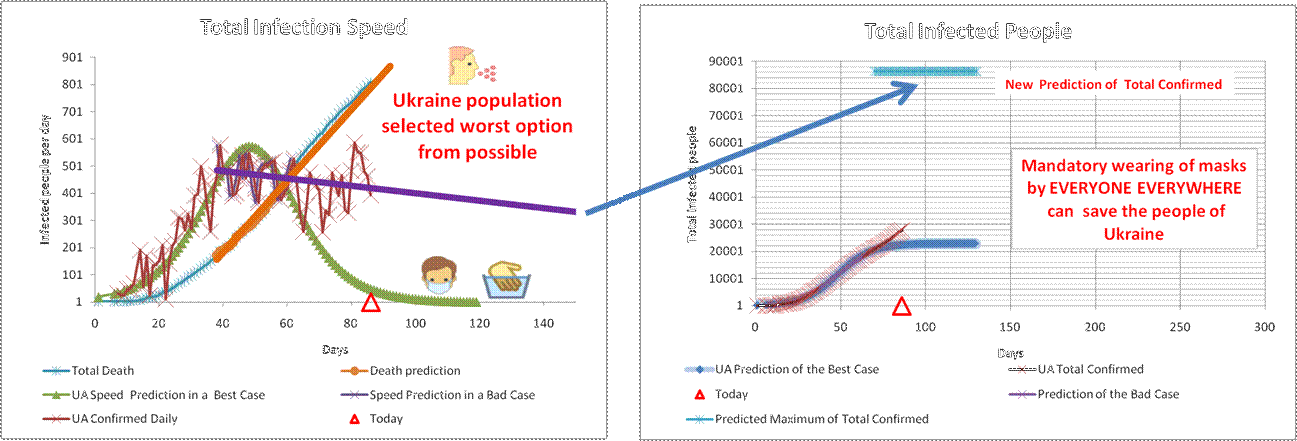 Total Infection Speed
901
801
701
601
501
401
301
201
101
1
Infected people per day
0 20 40 60 80 100 120 140
Days
Ukraine population
selected worst option
from possible
Total Death
Death prediction
UA Speed Prediction in a Best Case
Speed Prediction in a Bad Case
UA Confirmed Daily
Today
Total Infected People
90001
80001
70001
60001
50001
40001
30001
20001
10001
1
Total Infected people
0 50 100 150 200 250 300
Days
New Prediction of Total Confirmed
Mandatory wearing of masks
by EVERYONE EVERYWHERE
can save the people of
Ukraine
UA Prediction of the Best Case
UA Total Confirmed
Today
Prediction of the Bad Case
Predicted Maximum of Total Confirmed